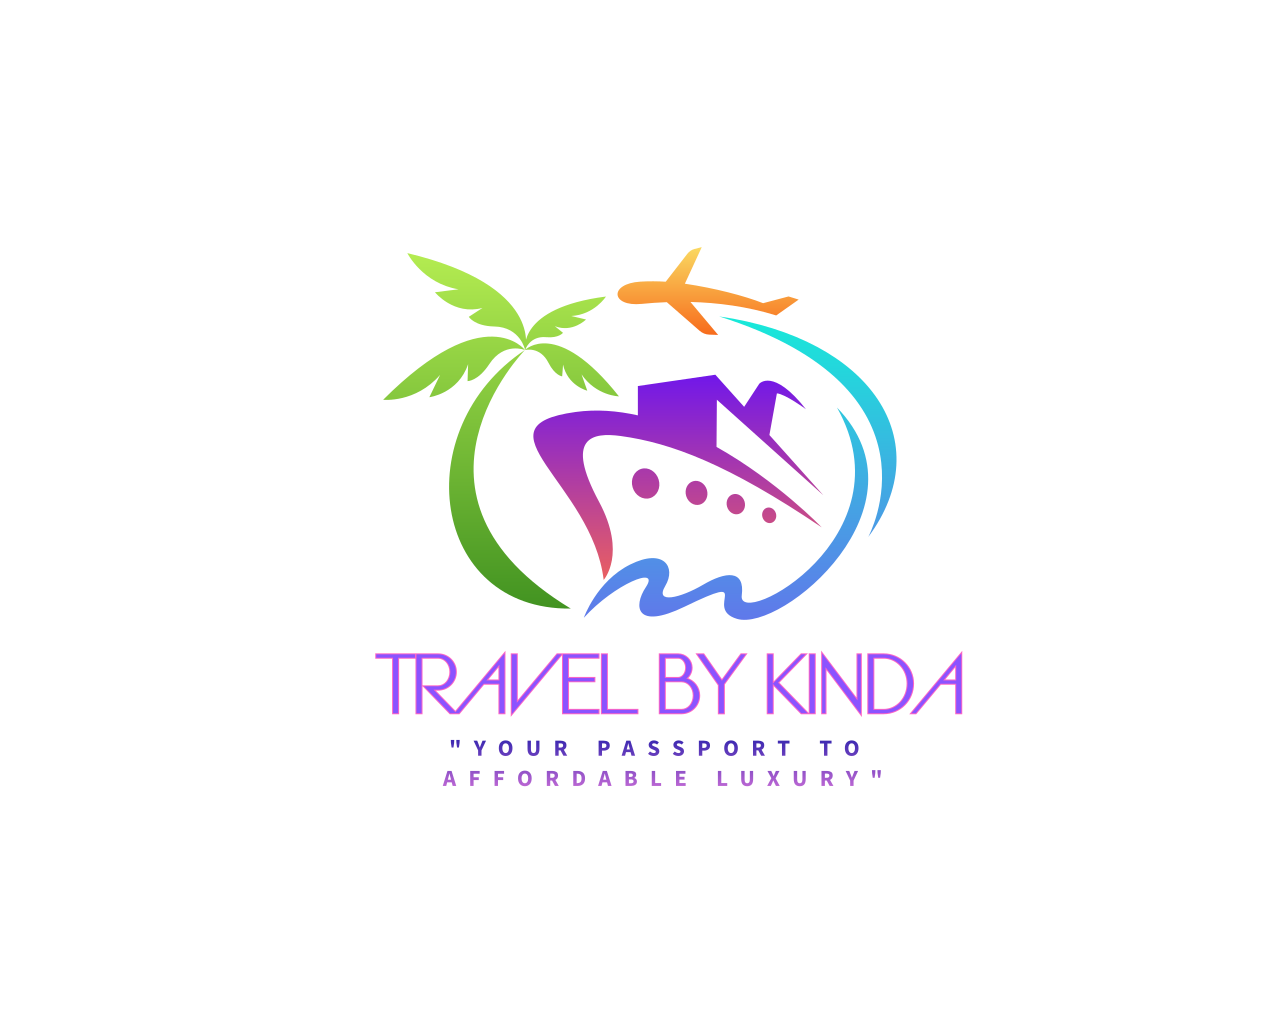 TRAVEL BY KINDA
"YOUR PASSPORT TO
AFFORDABLE LUXURY"